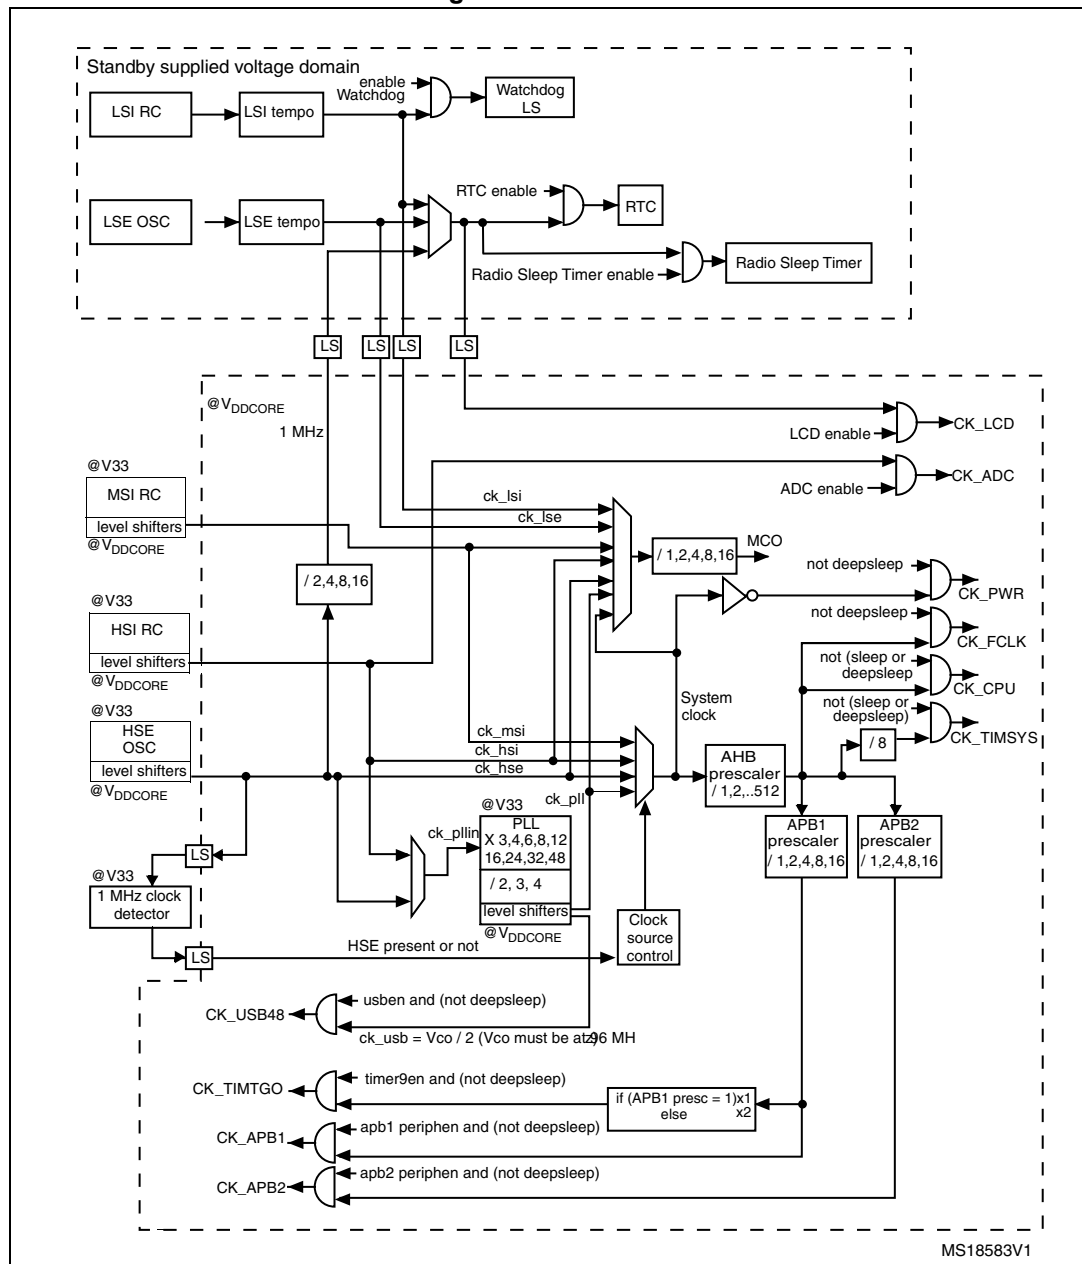 g
Standby supplied voltage domain
enable
Watchdog
Watchdog
LS
LSI RC
LSI tempo
RTC enable
RTC
LSE OSC
LSE tempo
Radio Sleep Timer enable
Radio Sleep Timer
LS
LS
LS
LS
@VDDCORE
1 MHz
LCD enable
CK_LCD
@V33
MSI RC
level shifters
@VDDCORE
ADC enable
CK_ADC
ck_lsi
ck_lse
MCO
/ 1,2,4,8,16
/ 2,4,8,16
not deepsleep
CK_PWR
@V33
HSI RC
level shifters
@VDDCORE
not deepsleep
CK_FCLK
not (sleep or
deepsleep
CK_CPU
System
clock
not (sleep or
deepsleep)
CK_TIMSYS
/ 8
@V33
HSE
OSC
level shifters
@VDDCORE
ck_msi
ck_hsi
ck_hse
ck_pll
AHB
prescaler
/ 1,2,..512
@V33
ck_pllin
PLL
X 3,4,6,8,12
16,24,32,48
/ 2, 3, 4
level shifters
@VDDCORE
APB1
prescaler
/ 1,2,4,8,16
APB2
prescaler
/ 1,2,4,8,16
LS
@V33
1 MHz clock
detector
LS
HSE present or not
Clock
source
control
usben and (not deepsleep)
CK_USB48
ck_usb = Vco / 2 (Vco must be atz)96 MH
timer9en and (not deepsleep)
CK_TIMTGO
if (APB1 presc = 1)x1
else x2
apb1 periphen and (not deepsleep)
CK_APB1
apb2 periphen and (not deepsleep)
CK_APB2
MS18583V1